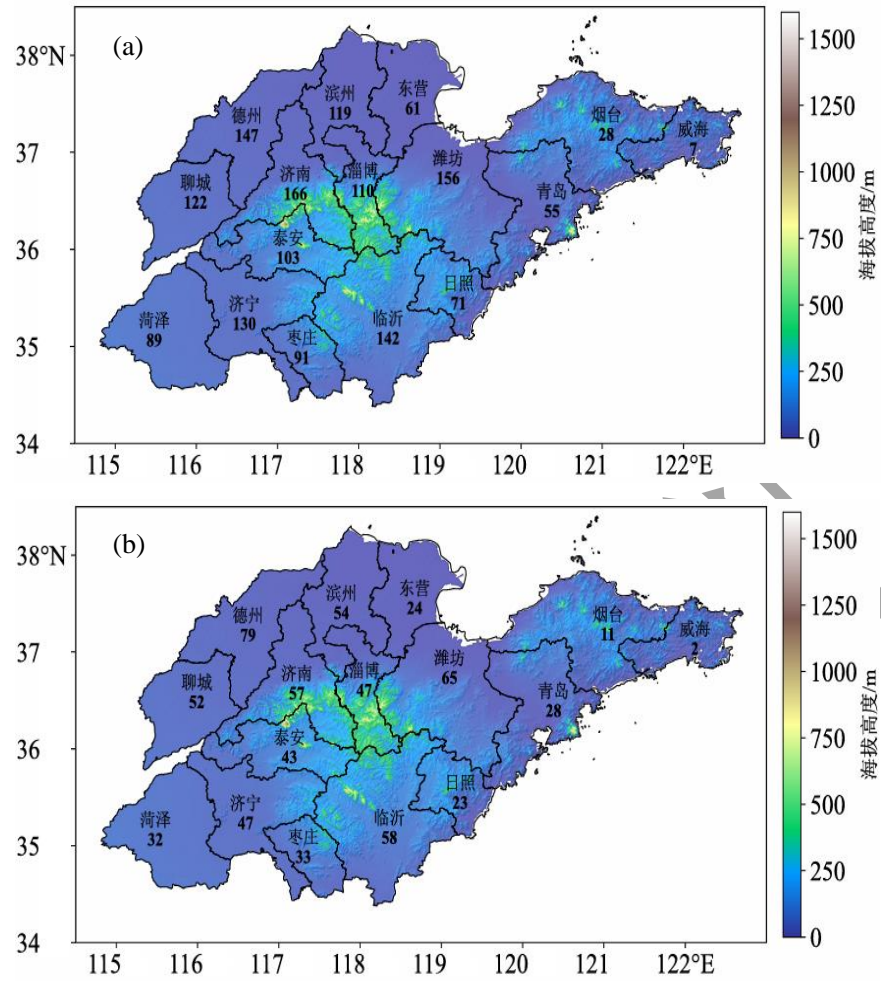 (a)
38°N
37
36
35
34
115
116
117
118
119
120
121
122°E
德州
147
滨州
119
东营
61
聊城
122
济南
166
淄博
110
潍坊
156
烟台
28
威海
7
青岛
55
泰安
103
菏泽
89
济宁
130
枣庄
91
临沂
142
日照
71
1500
1250
1000
750
500
250
0
海拔高度/m
(b)
38°N
37
36
35
34
115
116
117
118
119
120
121
122°E
德州
79
滨州
54
东营
24
聊城
52
济南
57
淄博
47
潍坊
65
烟台
11
威海
2
青岛
28
泰安
43
菏泽
32
济宁
47
枣庄
33
临沂
58
日照
23
1500
1250
1000
750
500
250
0
海拔高度/m